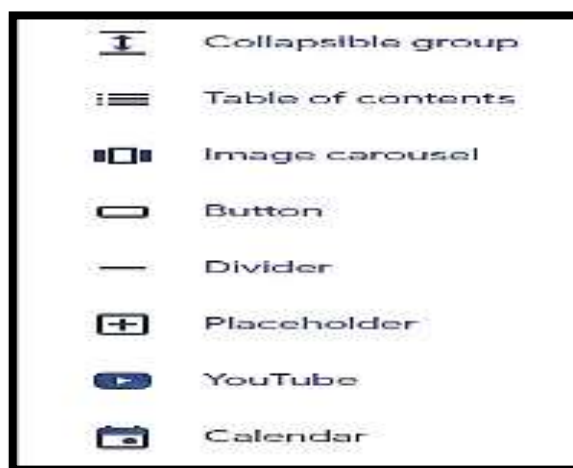 Collapsible group
Table of contents
Image carousel
Button
Divider
Placeholder
YouTube
Calendar